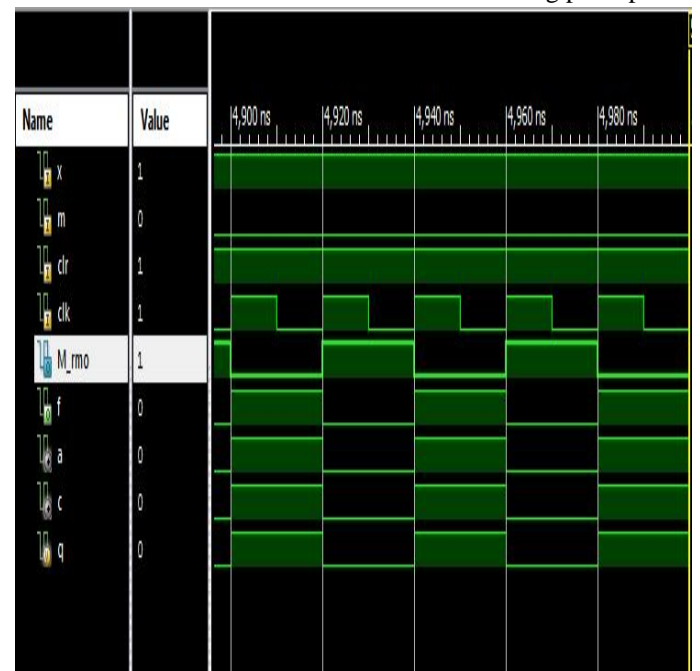 Name Value 4,900 ns 4,920 ns 4,940 ns 4,960 ns 4,980 ns
x 1
m 0
clr 1
clk 1
M_rmo 1
f 0
a 0
c 0
q 0